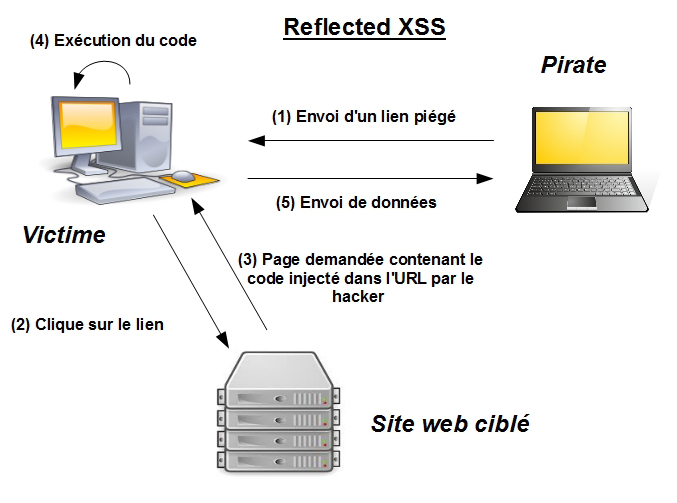 Reflected XSS
(4) Exécution du code
Pirate
(1) Envoi d'un lien piégé
(5) Envoi de données
Victime
(3) Page demandée contenant le
code injecté dans l'URL par le
hacker
(2) Clique sur le lien
Site web ciblé